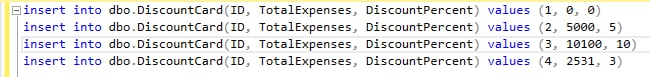 insert into dbo.DiscountCard(ID, TotalExpenses, DiscountPercent) values (1, 0, 0)
insert into dbo.DiscountCard(ID, TotalExpenses, DiscountPercent) values (2, 5000, 5)
insert into dbo.DiscountCard(ID, TotalExpenses, DiscountPercent) values (3, 10100, 10)
insert into dbo.DiscountCard(ID, TotalExpenses, DiscountPercent) values (4, 2531, 3)